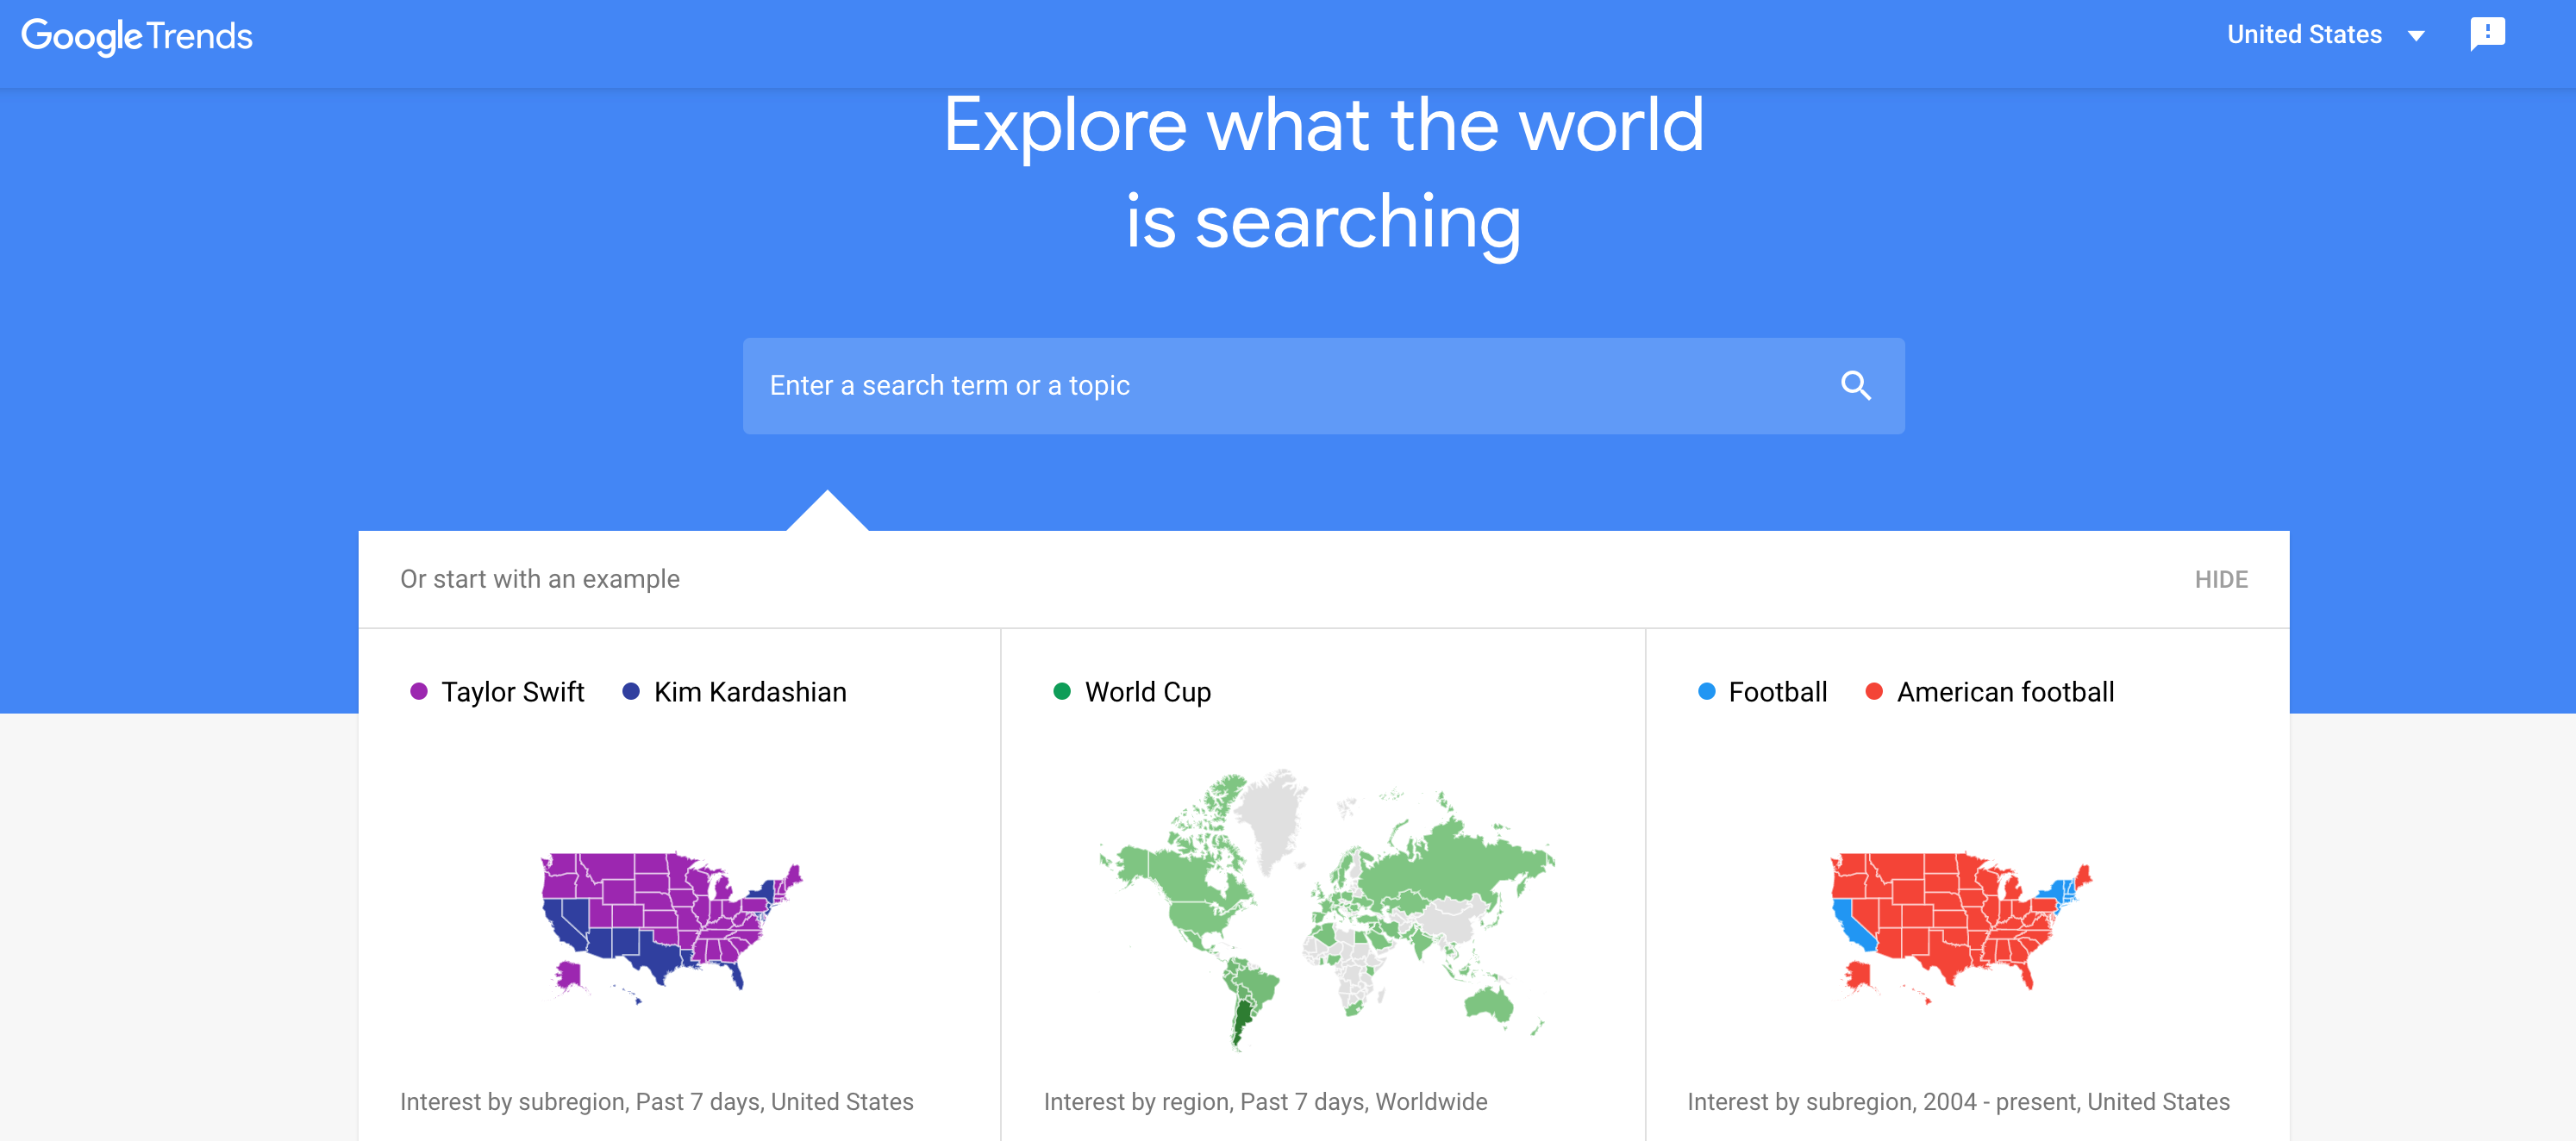 Google Trends
United States
Explore what the world
is searching
Enter a search term or a topic
Or start with an example
HIDE
Taylor Swift Kim Kardashian
World Cup
Football American football
Interest by subregion, Past 7 days, United States
Interest by region, Past 7 days, Worldwide
Interest by subregion, 2004 - present, United States